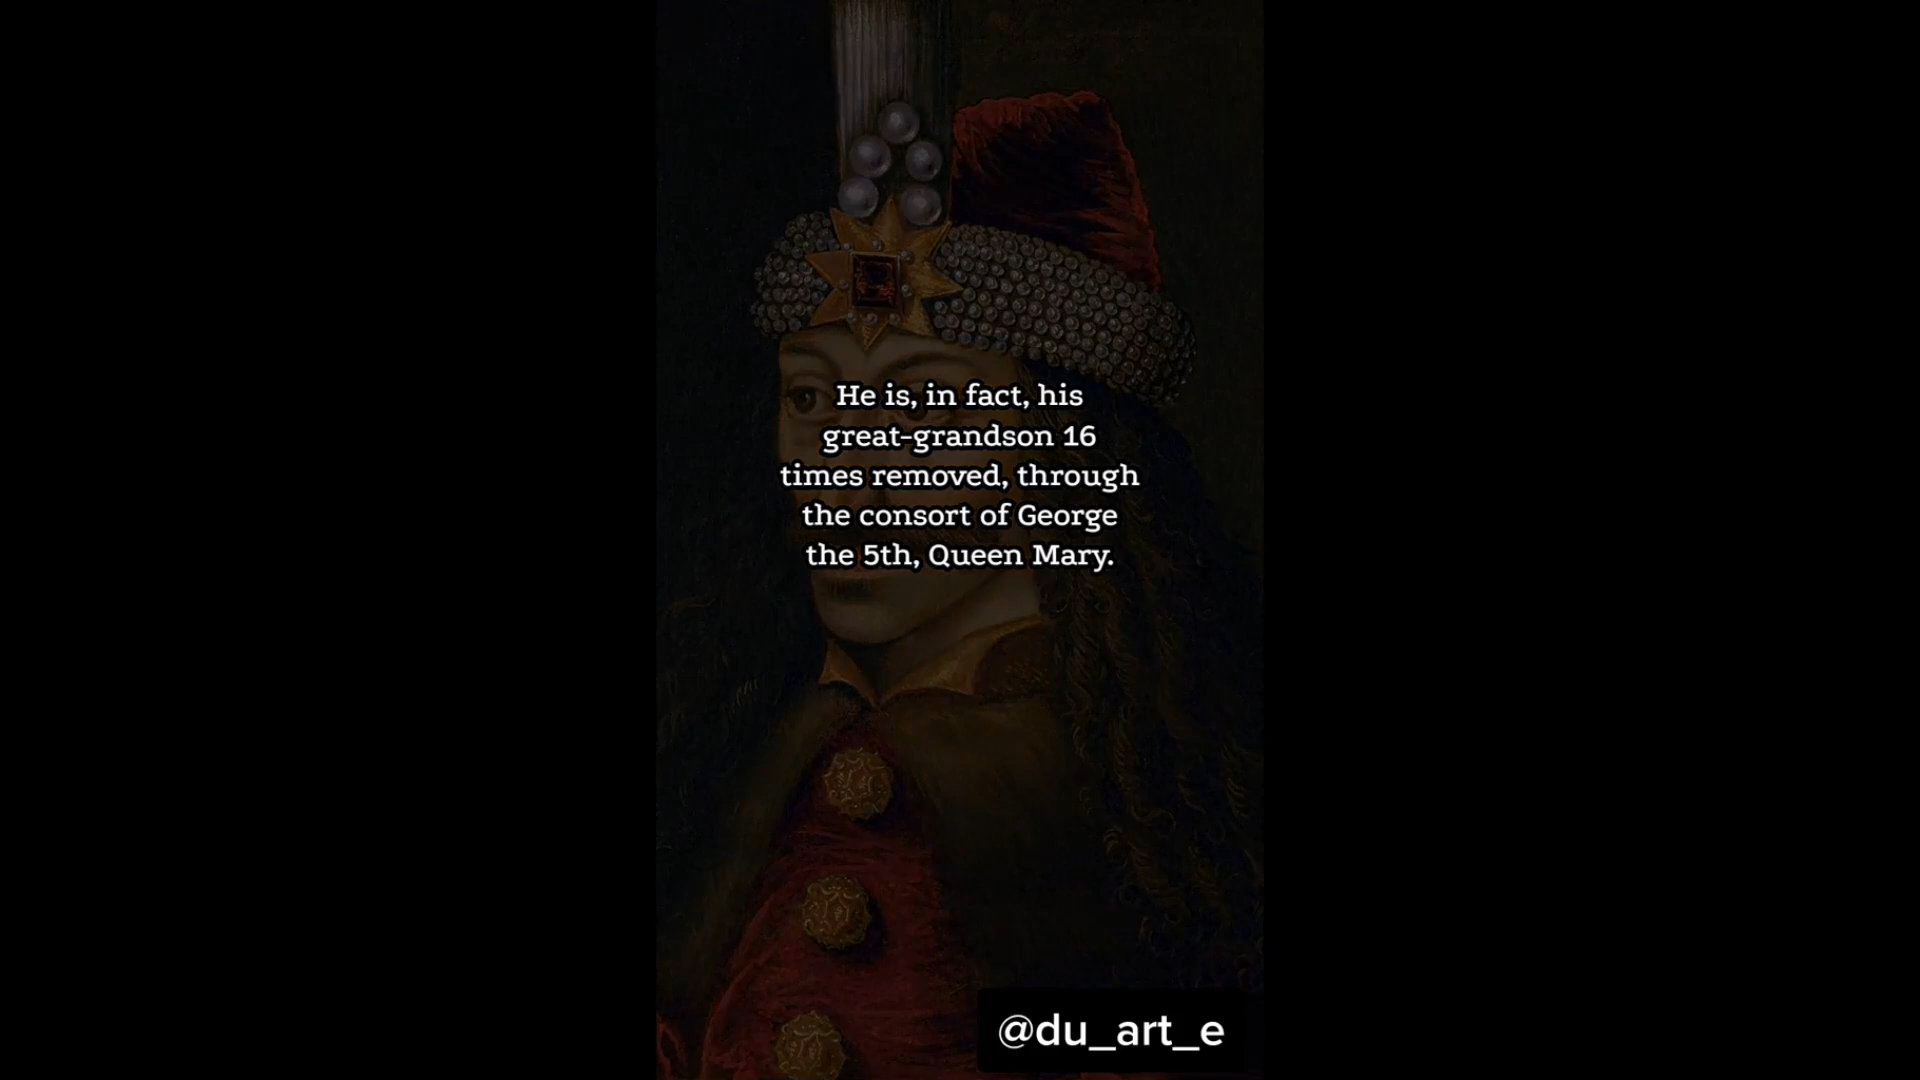 He is, in fact, his
great-grandson 16
times removed, through
the consort of George
the 5th, Queen Mary.
@du_art_e